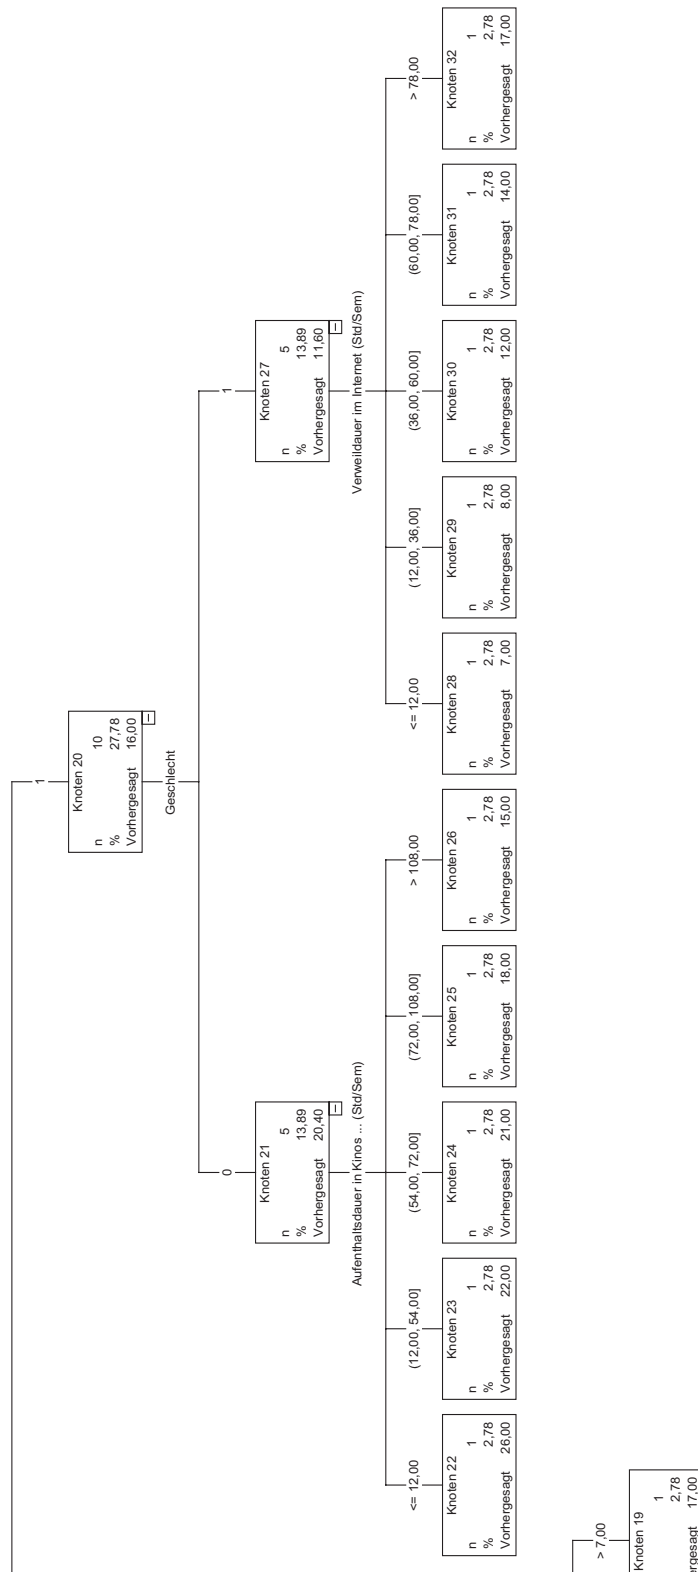 1
Knoten 20
n 10
% 27,78
Vorhergesagt 16,00
Geschlecht
0
1
Knoten 21
n 5
% 13,89
Vorhergesagt 20,40
Knoten 27
n 5
% 13,89
Vorhergesagt 11,60
Aufenthaltsdauer in Kinos ... (Std/Sem)
Verweildauer im Internet (Std/Sem)
<= 12,00
(12,00, 54,00]
(54,00, 72,00]
(72,00, 108,00]
> 108,00
<= 12,00
(12,00, 36,00]
(36,00, 60,00]
(60,00, 78,00]
> 78,00
Knoten 22
n 1
% 2,78
Vorhergesagt 26,00
Knoten 23
n 1
% 2,78
Vorhergesagt 22,00
Knoten 24
n 1
% 2,78
Vorhergesagt 21,00
Knoten 25
n 1
% 2,78
Vorhergesagt 18,00
Knoten 26
n 1
% 2,78
Vorhergesagt 15,00
Knoten 28
n 1
% 2,78
Vorhergesagt 7,00
Knoten 29
n 1
% 2,78
Vorhergesagt 8,00
Knoten 30
n 1
% 2,78
Vorhergesagt 12,00
Knoten 31
n 1
% 2,78
Vorhergesagt 14,00
Knoten 32
n 1
% 2,78
Vorhergesagt 17,00
> 7,00
Knoten 19
1
2,78
ergesagt 17,00